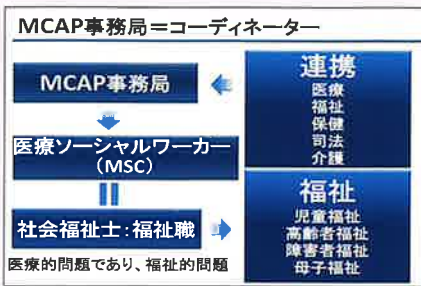 MCAP事務局＝コーディネーター
MCAP事務局
医療ソーシャルワーカー
（MSC）
社会福祉士：福祉職
医療的問題であり、福祉的問題
連携
医療
福祉
保健
司法
介護
福祉
児童福祉
高齢者福祉
障害者福祉
母子福祉